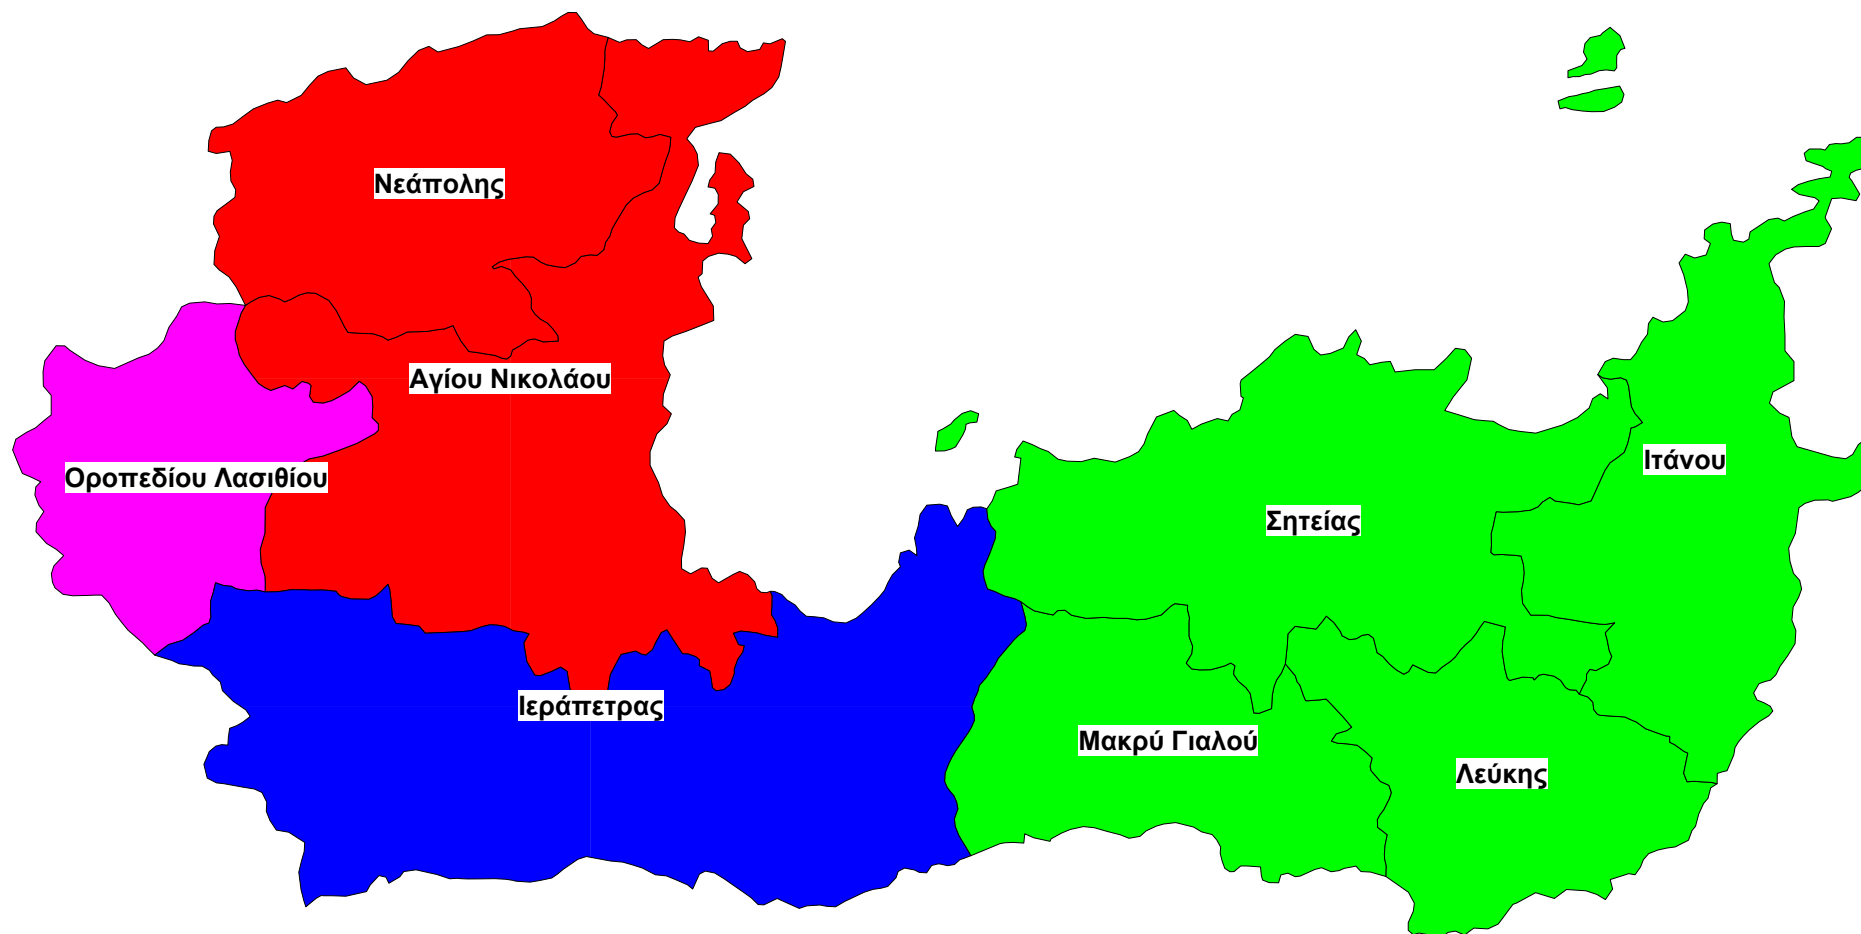 Νεάπολης
Αγίου Νικολάου
Ιτάνου
Οροπεδίου Λασιθίου
Σητείας
Ιεράπετρας
Μακρύ Γιαλού
Λεύκης